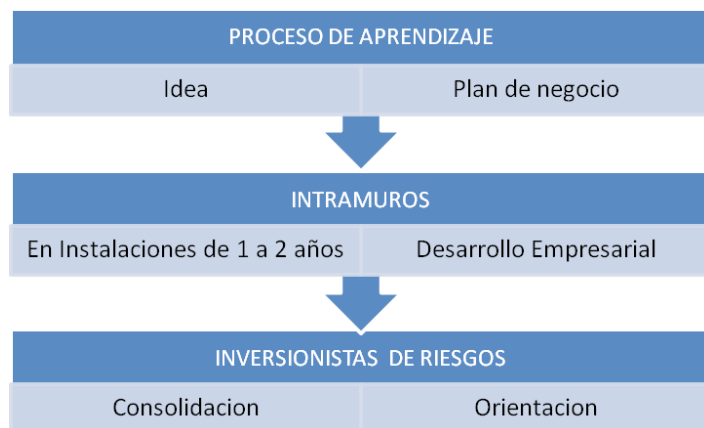 PROCESO DE APRENDIZAJE
Idea
Plan de negocio
INTRAMUROS
En Instalaciones de 1 a 2 años
Desarrollo Empresarial
INVERSIONISTAS DE RIESGOS
Consolidacion
Orientacion